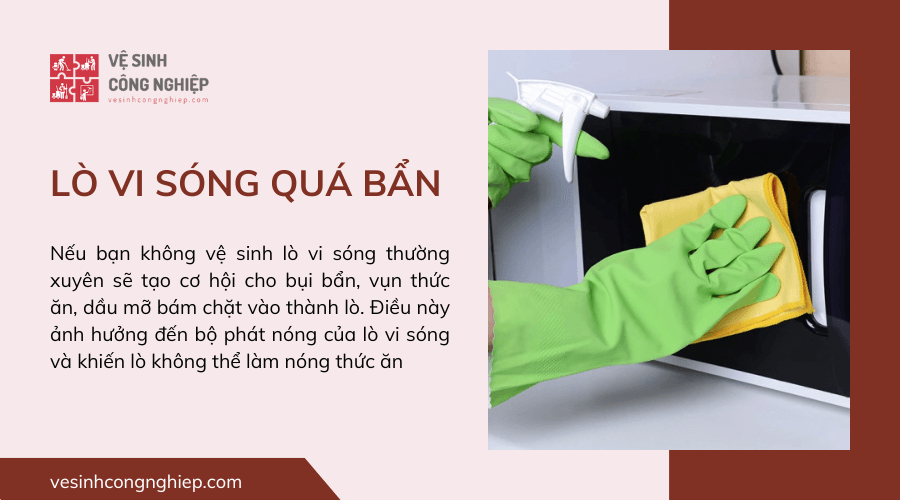 VỆ SINH
CÔNG NGHIỆP
vesinhcongnghiep.com
LÒ VI SÓNG QUÁ BẨN
Nếu bạn không vệ sinh lò vi sóng thường
xuyên sẽ tạo cơ hội cho bụi bẩn, vụn thức
ăn, dầu mỡ bám chặt vào thành lò. Điều này
ảnh hưởng đến bộ phát nóng của lò vi sóng
và khiến lò không thể làm nóng thức ăn
vesinhcongnghiep.com